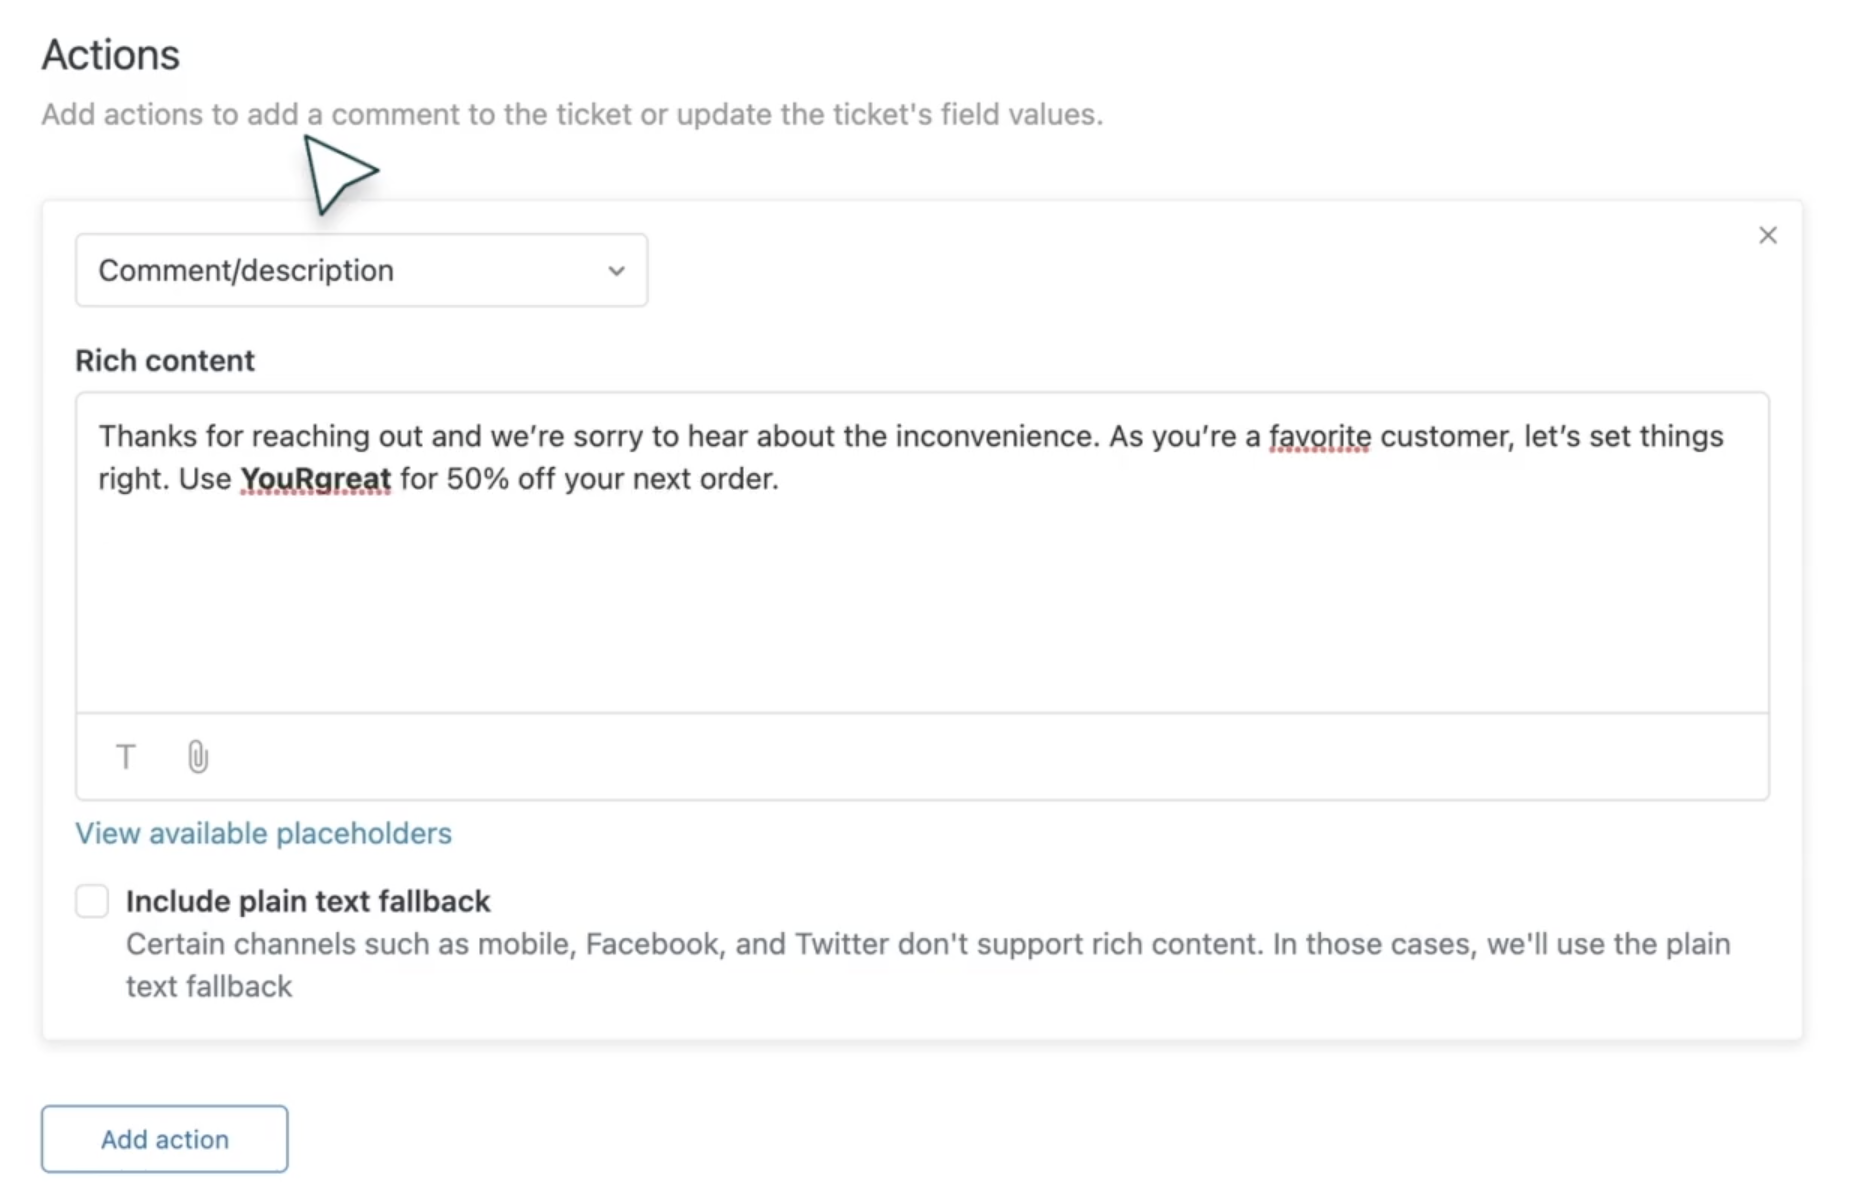 Actions
Add actions to add a comment to the ticket or update the ticket's field values.
Comment/description
Rich content
Thanks for reaching out and we’re sorry to hear about the inconvenience. As you’re a favorite customer, let’s set things
right. Use YouRgreat for 50% off your next order.
T
View available placeholders
Include plain text fallback
Certain channels such as mobile, Facebook, and Twitter don't support rich content. In those cases, we'll use the plain
text fallback
Add action